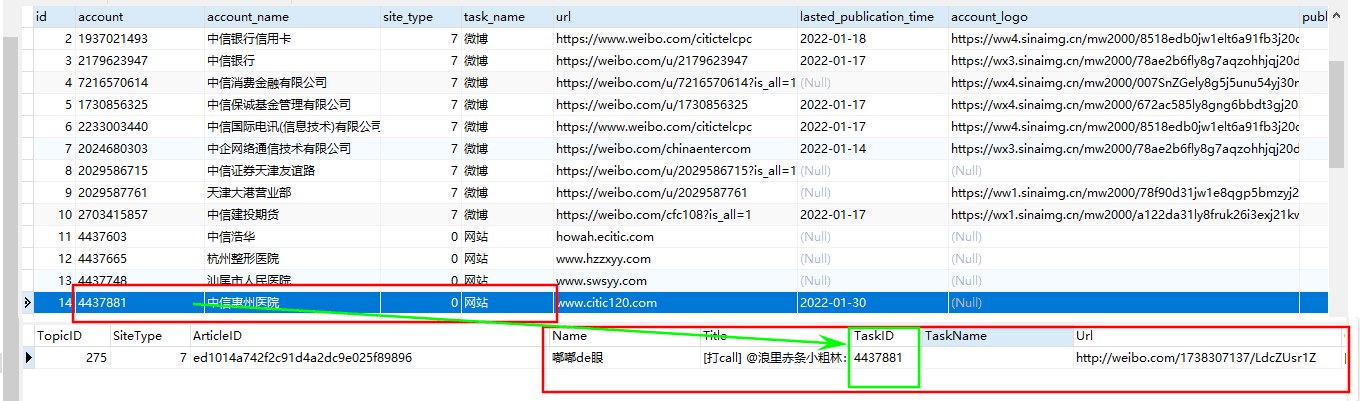 id account account_name site_type task_name url lasted_publication_time account_logo publ
2 1937021493 中信银行信用卡 7 微博 https://www.weibo.com/citictelcpc 2022-01-18 https://ww4.sinaimg.cn/mw2000/8518edb0jw1elt6a91fb3j20c
3 2179623947 中信银行 7 微博 https://weibo.com/u/2179623947 2022-01-17 https://wx3.sinaimg.cn/mw2000/78ae2b6fly8g7aqzohhjqj20d
4 7216570614 中信消费金融有限公司 7 微博 https://weibo.com/u/7216570614?is_all=1 (Null) https://wx4.sinaimg.cn/mw2000/007SnZGely8g5j5unu54yj30m
5 1730856325 中信保诚基金管理有限公司 7 微博 https://weibo.com/u/1730856325 2022-01-17 https://wx4.sinaimg.cn/mw2000/672ac585ly8gng6bbdt3gj20
6 2233003440 中信国际电讯(信息技术)有限公司 7 微博 https://www.weibo.com/citictelcpc 2022-01-17 https://ww4.sinaimg.cn/mw2000/8518edb0jw1elt6a91fb3j20c
7 2024680303 中企网络通信技术有限公司 7 微博 https://weibo.com/chinaentercom 2022-01-14 https://wx3.sinaimg.cn/mw2000/78ae2b6fly8g7aqzohhjqj20d
8 2029586715 中信证券天津友谊路 7 微博 https://weibo.com/u/2029586715?is_all=1 (Null) (Null)
9 2029587761 天津大港营业部 7 微博 https://weibo.com/u/2029587761 (Null) https://ww1.sinaimg.cn/mw2000/78f90d31jw1e8qgp5bmzyj2
10 2703415857 中信建投期货 7 微博 https://weibo.com/cfc108?is_all=1 2022-01-17 https://wx1.sinaimg.cn/mw2000/a122da31ly8fruk26i3exj21kw
11 4437603 中信浩华 0 网站 howah.ecitic.com (Null) (Null)
12 4437665 杭州整形医院 0 网站 www.hzzxyy.com (Null) (Null)
13 4437748 汕尾市人民医院 0 网站 www.swsyy.com (Null) (Null)
14 4437881 中信惠州医院 0 网站 www.citic120.com 2022-01-30 (Null)
TopicID SiteType ArticleID Name Title TaskID TaskName Url
275 7 ed1014a742f2c91d4a2dc9e025f89896 嘟嘟de眼 [打call] @浪里赤条小粗林: 4437881 http://weibo.com/1738307137/LdcZUsr1Z